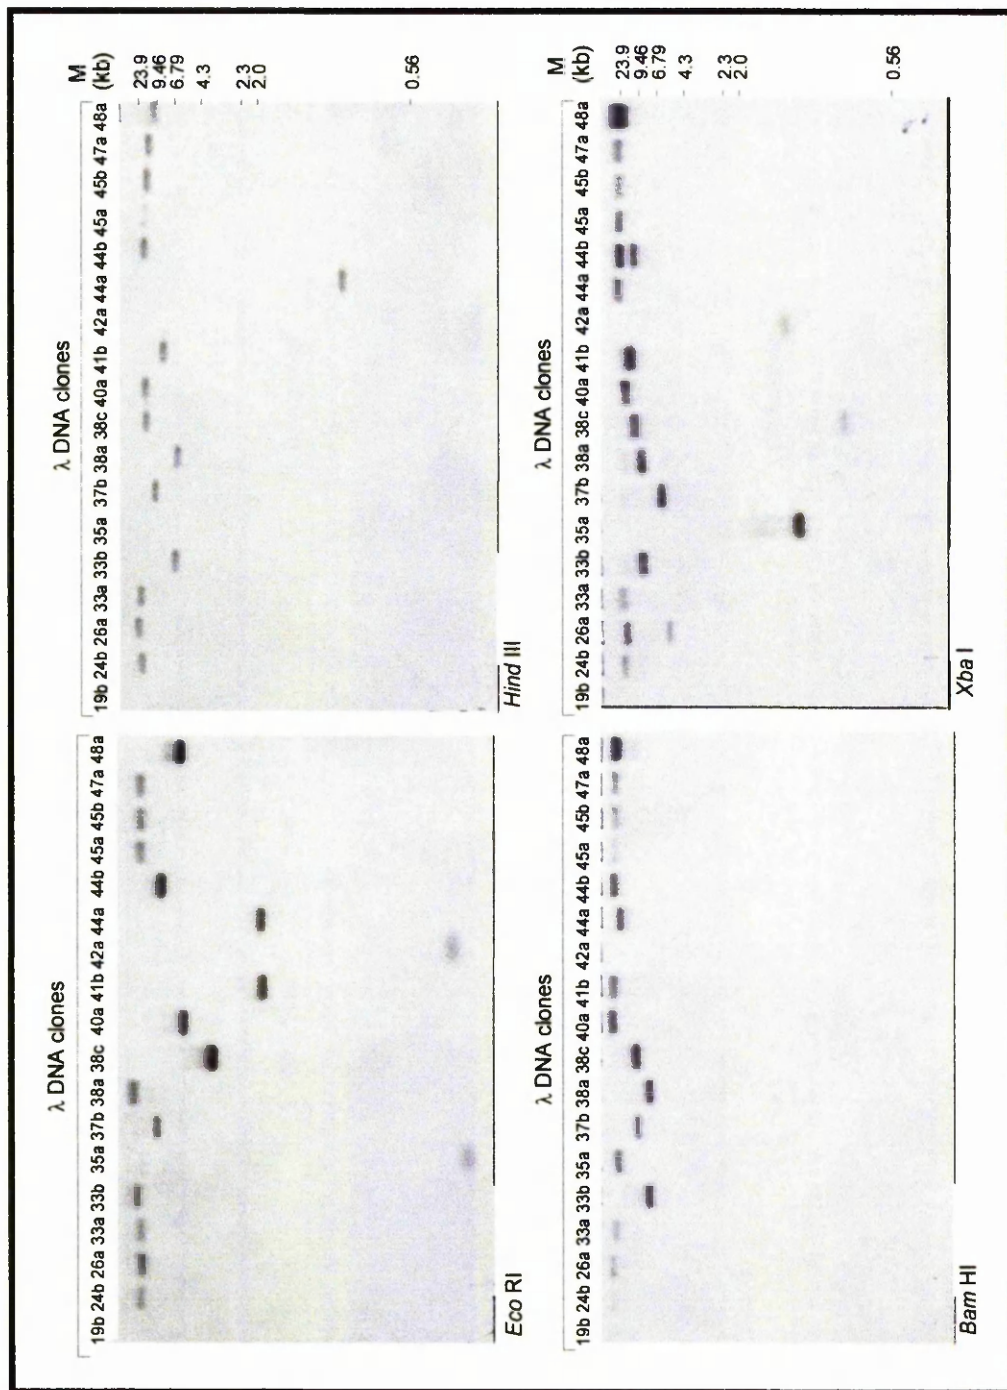 λ DNA clones
19b 24b 26a 33a 33b 35a 37b 38a 38c 40a 41b 42a 44a 44b 45a 45b 47a 48a
Eco RI
λ DNA clones
19b 24b 26a 33a 33b 35a 37b 38a 38c 40a 41b 42a 44a 44b 45a 45b 47a 48a
M
(kb)
23.9
9.46
6.79
4.3
2.3
2.0
0.56
Hind III
λ DNA clones
19b 24b 26a 33a 33b 35a 37b 38a 38c 40a 41b 42a 44a 44b 45a 45b 47a 48a
Bam HI
λ DNA clones
19b 24b 26a 33a 33b 35a 37b 38a 38c 40a 41b 42a 44a 44b 45a 45b 47a 48a
M
(kb)
23.9
9.46
6.79
4.3
2.3
2.0
0.56
Xba I